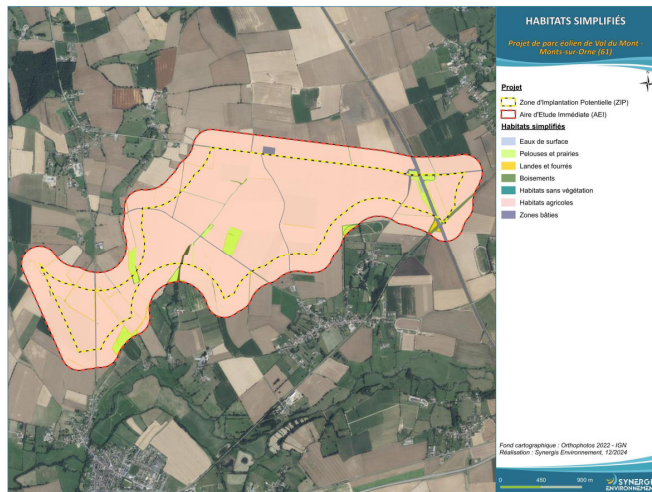 HABITATS SIMPLIFIÉS
Projet de parc éolien de Val du Mont -
Monts-sur-Orne (61)
Projet
Zone d'Implantation Potentielle (ZIP)
Aire d'Etude Immédiate (AEI)
Habitats simplifiés
Eaux de surface
Pelouses et prairies
Landes et fourrés
Boisements
Habitats sans végétation
Habitats agricoles
Zones bâties
Fond cartographique : Orthophotos 2022 - IGN
Réalisation : Synergis Environnement, 12/2024
0 450 900 m
SYNERGIS
ENVIRONNEMENT